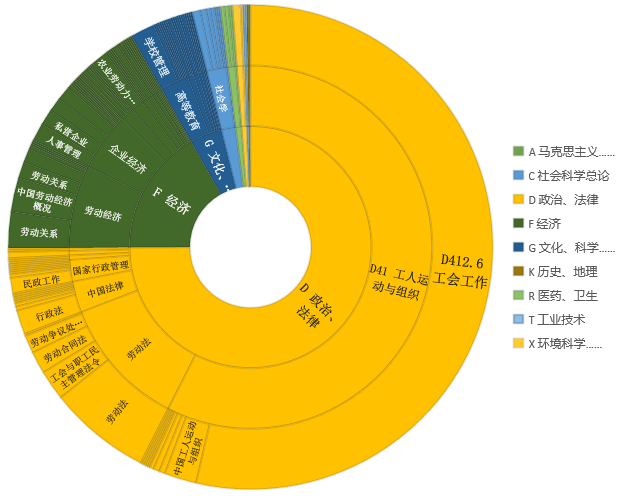 学校管理
农业劳动力…
高等教育
社会学
G 文化、…
私营企业
人事管理
企业经济
F 经济
劳动关系
中国劳动经济
概况
劳动经济
劳动关系
民政工作
国家行政管理
中国法律
行政法
劳动争议处…
劳动合同法
工会与职工民
主管理法令
劳动法
劳动法
中国工人运动
与组织
D 政治、
法律
D41 工人运
动与组织
D412.6
工会工作
A 马克思主义……
C 社会科学总论
D 政治、法律
F 经济
G 文化、科学……
K 历史、地理
R 医药、卫生
T 工业技术
X 环境科学……